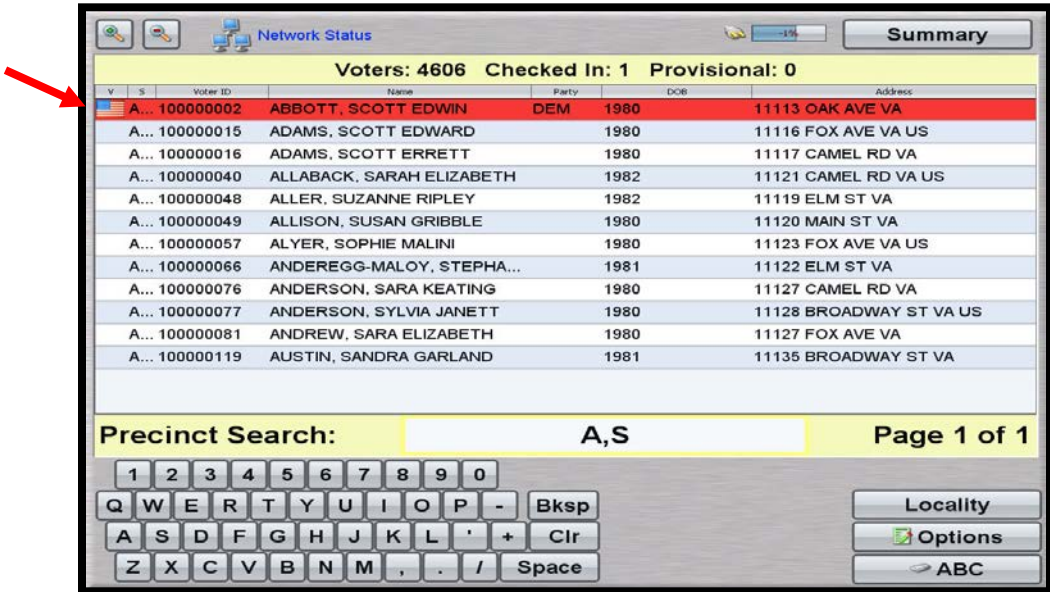 Network Status -1% Summary
Voters: 4606 Checked In: 1 Provisional: 0
V S Voter ID Name Party DOB Address
A... 100000002 ABBOTT, SCOTT EDWIN DEM 1980 11113 OAK AVE VA
A... 100000015 ADAMS, SCOTT EDWARD 1980 11116 FOX AVE VA US
A... 100000016 ADAMS, SCOTT ERRETT 1980 11117 CAMEL RD VA
A... 100000040 ALLABACK, SARAH ELIZABETH 1982 11121 CAMEL RD VA US
A... 100000048 ALLER, SUZANNE RIPLEY 1982 11119 ELM ST VA
A... 100000049 ALLISON, SUSAN GRIBBLE 1980 11120 MAIN ST VA
A... 100000057 ALYER, SOPHIE MALINI 1980 11123 FOX AVE VA US
A... 100000066 ANDEREGG-MALOY, STEPHA... 1981 11122 ELM ST VA
A... 100000076 ANDERSON, SARA KEATING 1980 11127 CAMEL RD VA
A... 100000077 ANDERSON, SYLVIA JANETT 1980 11128 BROADWAY ST VA US
A... 100000081 ANDREW, SARA ELIZABETH 1980 11127 FOX AVE VA
A... 100000119 AUSTIN, SANDRA GARLAND 1981 11135 BROADWAY ST VA
Precinct Search: A,S Page 1 of 1
1 2 3 4 5 6 7 8 9 0
Q W E R T Y U I O P - Bksp Locality
A S D F G H J K L ' + Clr Options
Z X C V B N M , . / Space ABC